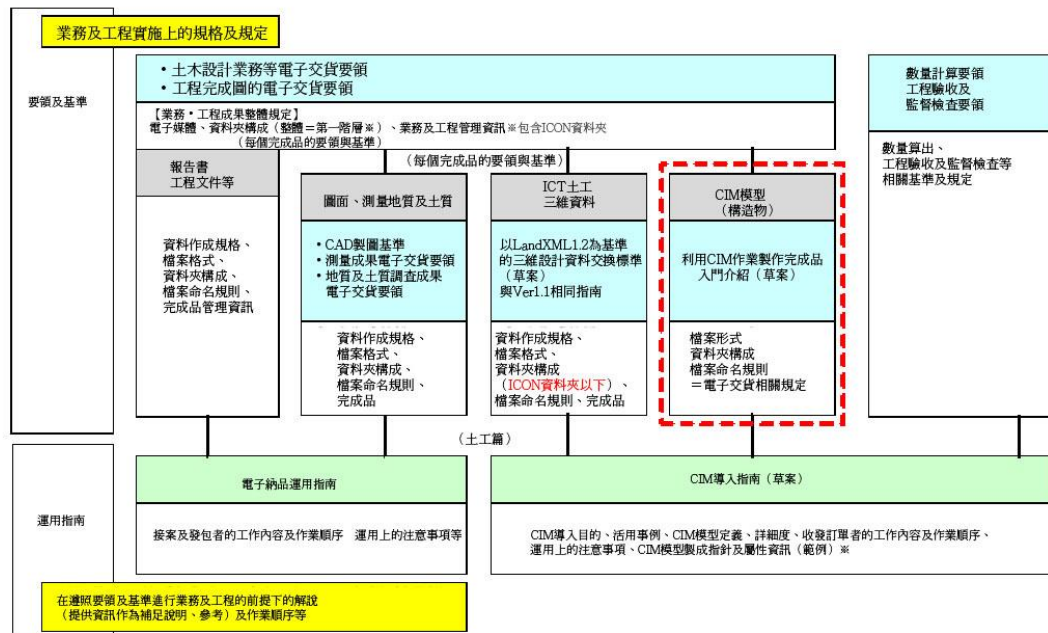 業務及工程實施上的規格及規定
要領及基準
• 土木設計業務等電子交貨要領
• 工程完成圖的電子交貨要領
【業務•工程成果整體規定】
電子媒體、資料夾構成（整體＝第一階層※）、業務及工程管理資訊※包含ICON資料夾
（每個完成品的要領與基準）
（每個完成品的要領與基準）
報告書
工程文件等
資料作成規格、
檔案格式、
資料夾構成、
檔案命名規則、
完成品管理資訊
圖面、測量地質及土質
• CAD製圖基準
• 測量成果電子交貨要領
• 地質及土質調查成果
電子交貨要領
資料作成規格、
檔案格式、
資料夾構成、
檔案命名規則、
完成品
ICT土工
三維資料
以LandXML1.2為基準
的三維設計資料交換標準
（草案）
與Ver1.1相同指南
資料作成規格、
檔案格式、
資料夾構成
（ICON資料夾以下）、
檔案命名規則、完成品
CIM模型
（構造物）
利用CIM作業製作完成品
入門介紹（草案）
檔案形式
資料夾構成
檔案命名規則
＝電子交貨相關規定
數量計算要領
工程驗收及
監督檢查要領
數量算出、
工程驗收及監督檢查等
相關基準及規定
（土工篇）
運用指南
電子納品運用指南
接案及發包者的工作內容及作業順序　運用上的注意事項等
CIM導入指南（草案）
CIM導入目的、活用事例、CIM模型定義、詳細度、收發訂單者的工作內容及作業順序、
運用上的注意事項、CIM模型製成指針及屬性資訊（範例）※
在遵照要領及基準進行業務及工程的前提下的解說
（提供資訊作為補足說明、參考）及作業順序等